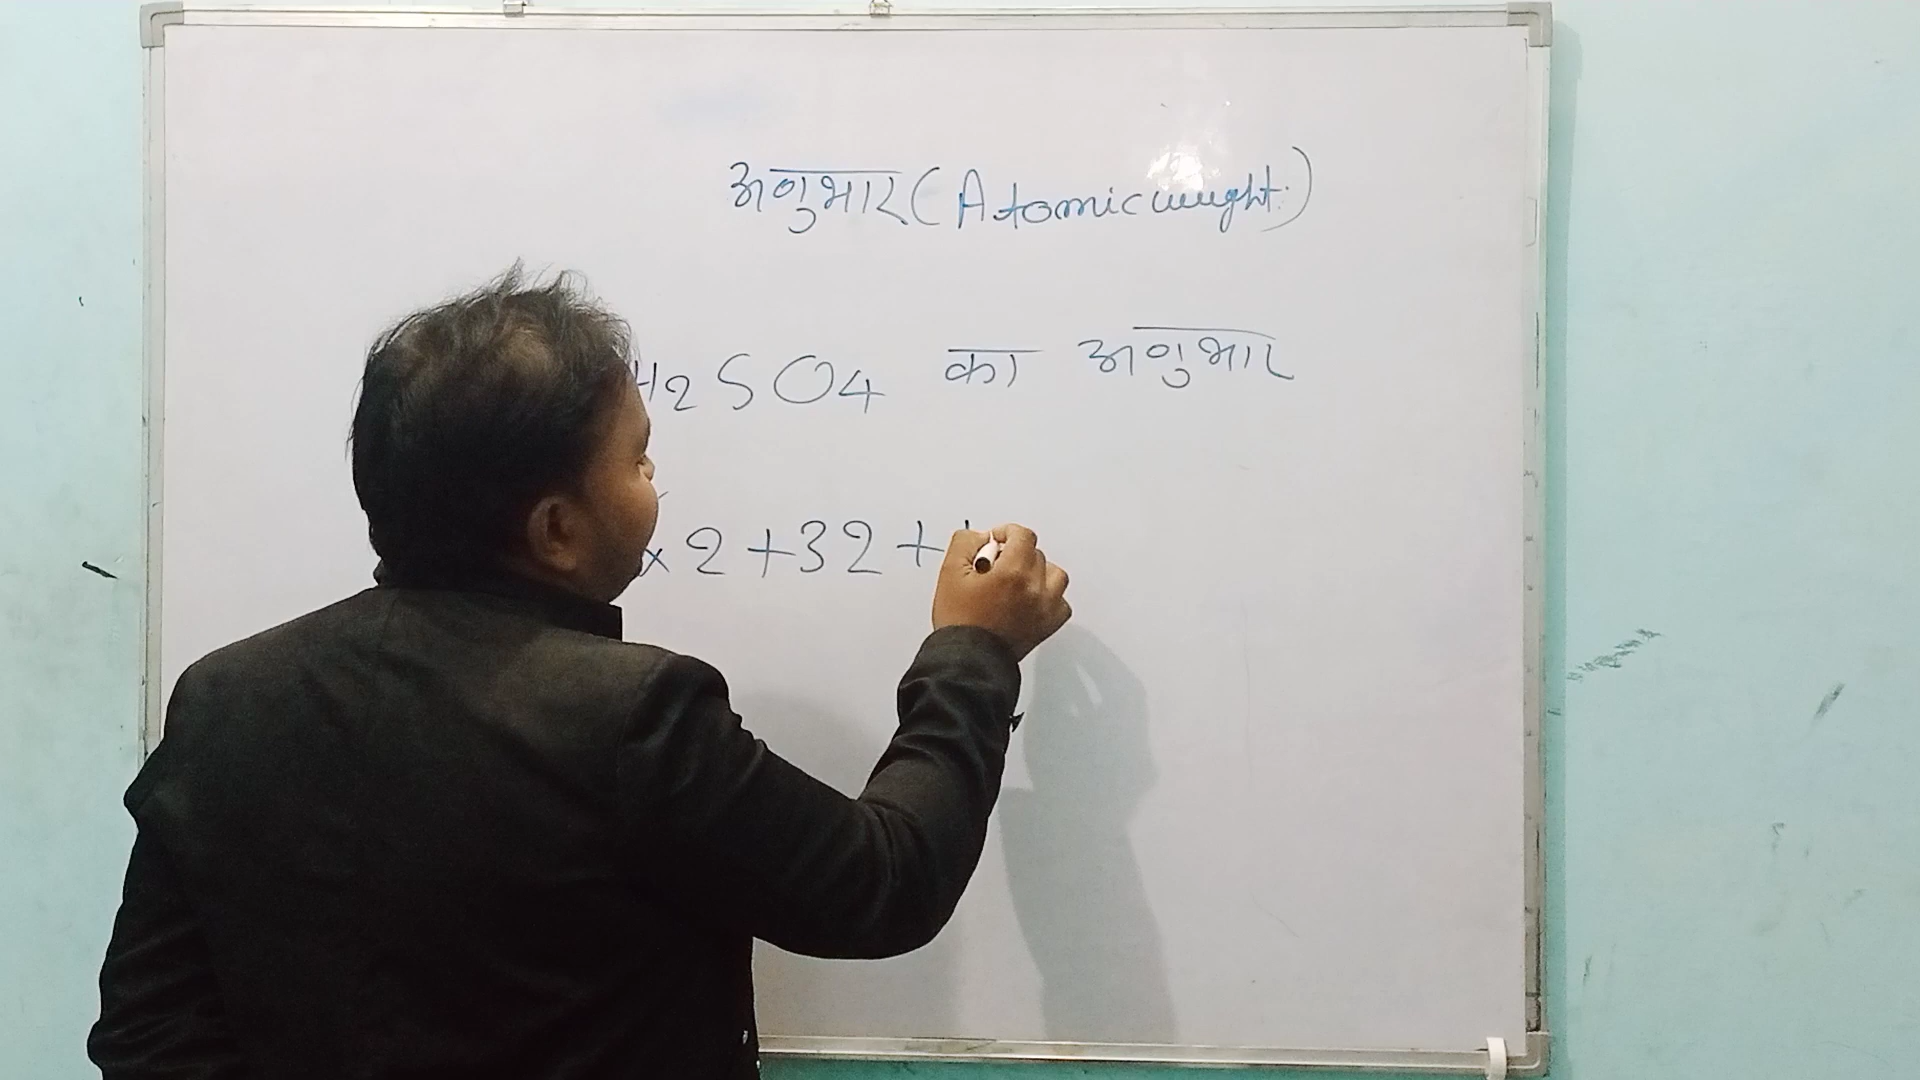 अणुभार (Atomic weight.)
H2SO4 का अणुभार
× 2 + 32 +